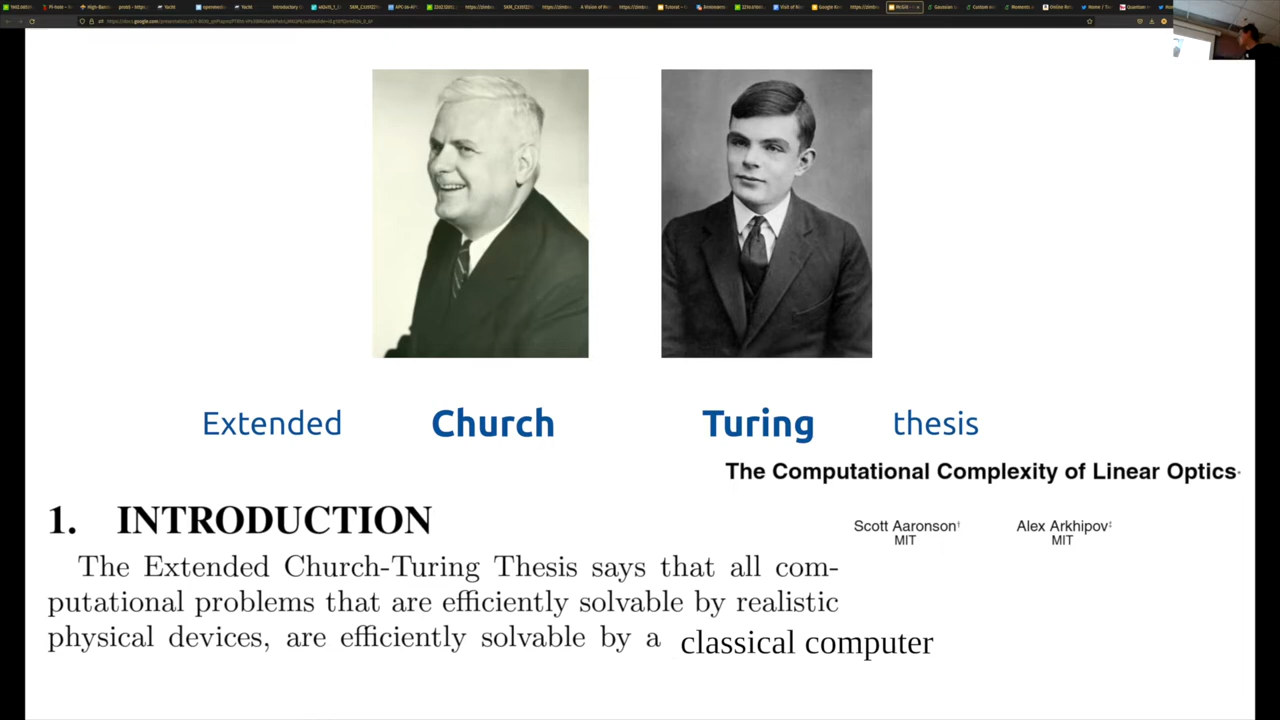 Extended Church Turing thesis
The Computational Complexity of Linear Optics*
Scott Aaronson† Alex Arkhipov‡
MIT MIT
1. INTRODUCTION
The Extended Church-Turing Thesis says that all com-
putational problems that are efficiently solvable by realistic
physical devices, are efficiently solvable by a classical computer